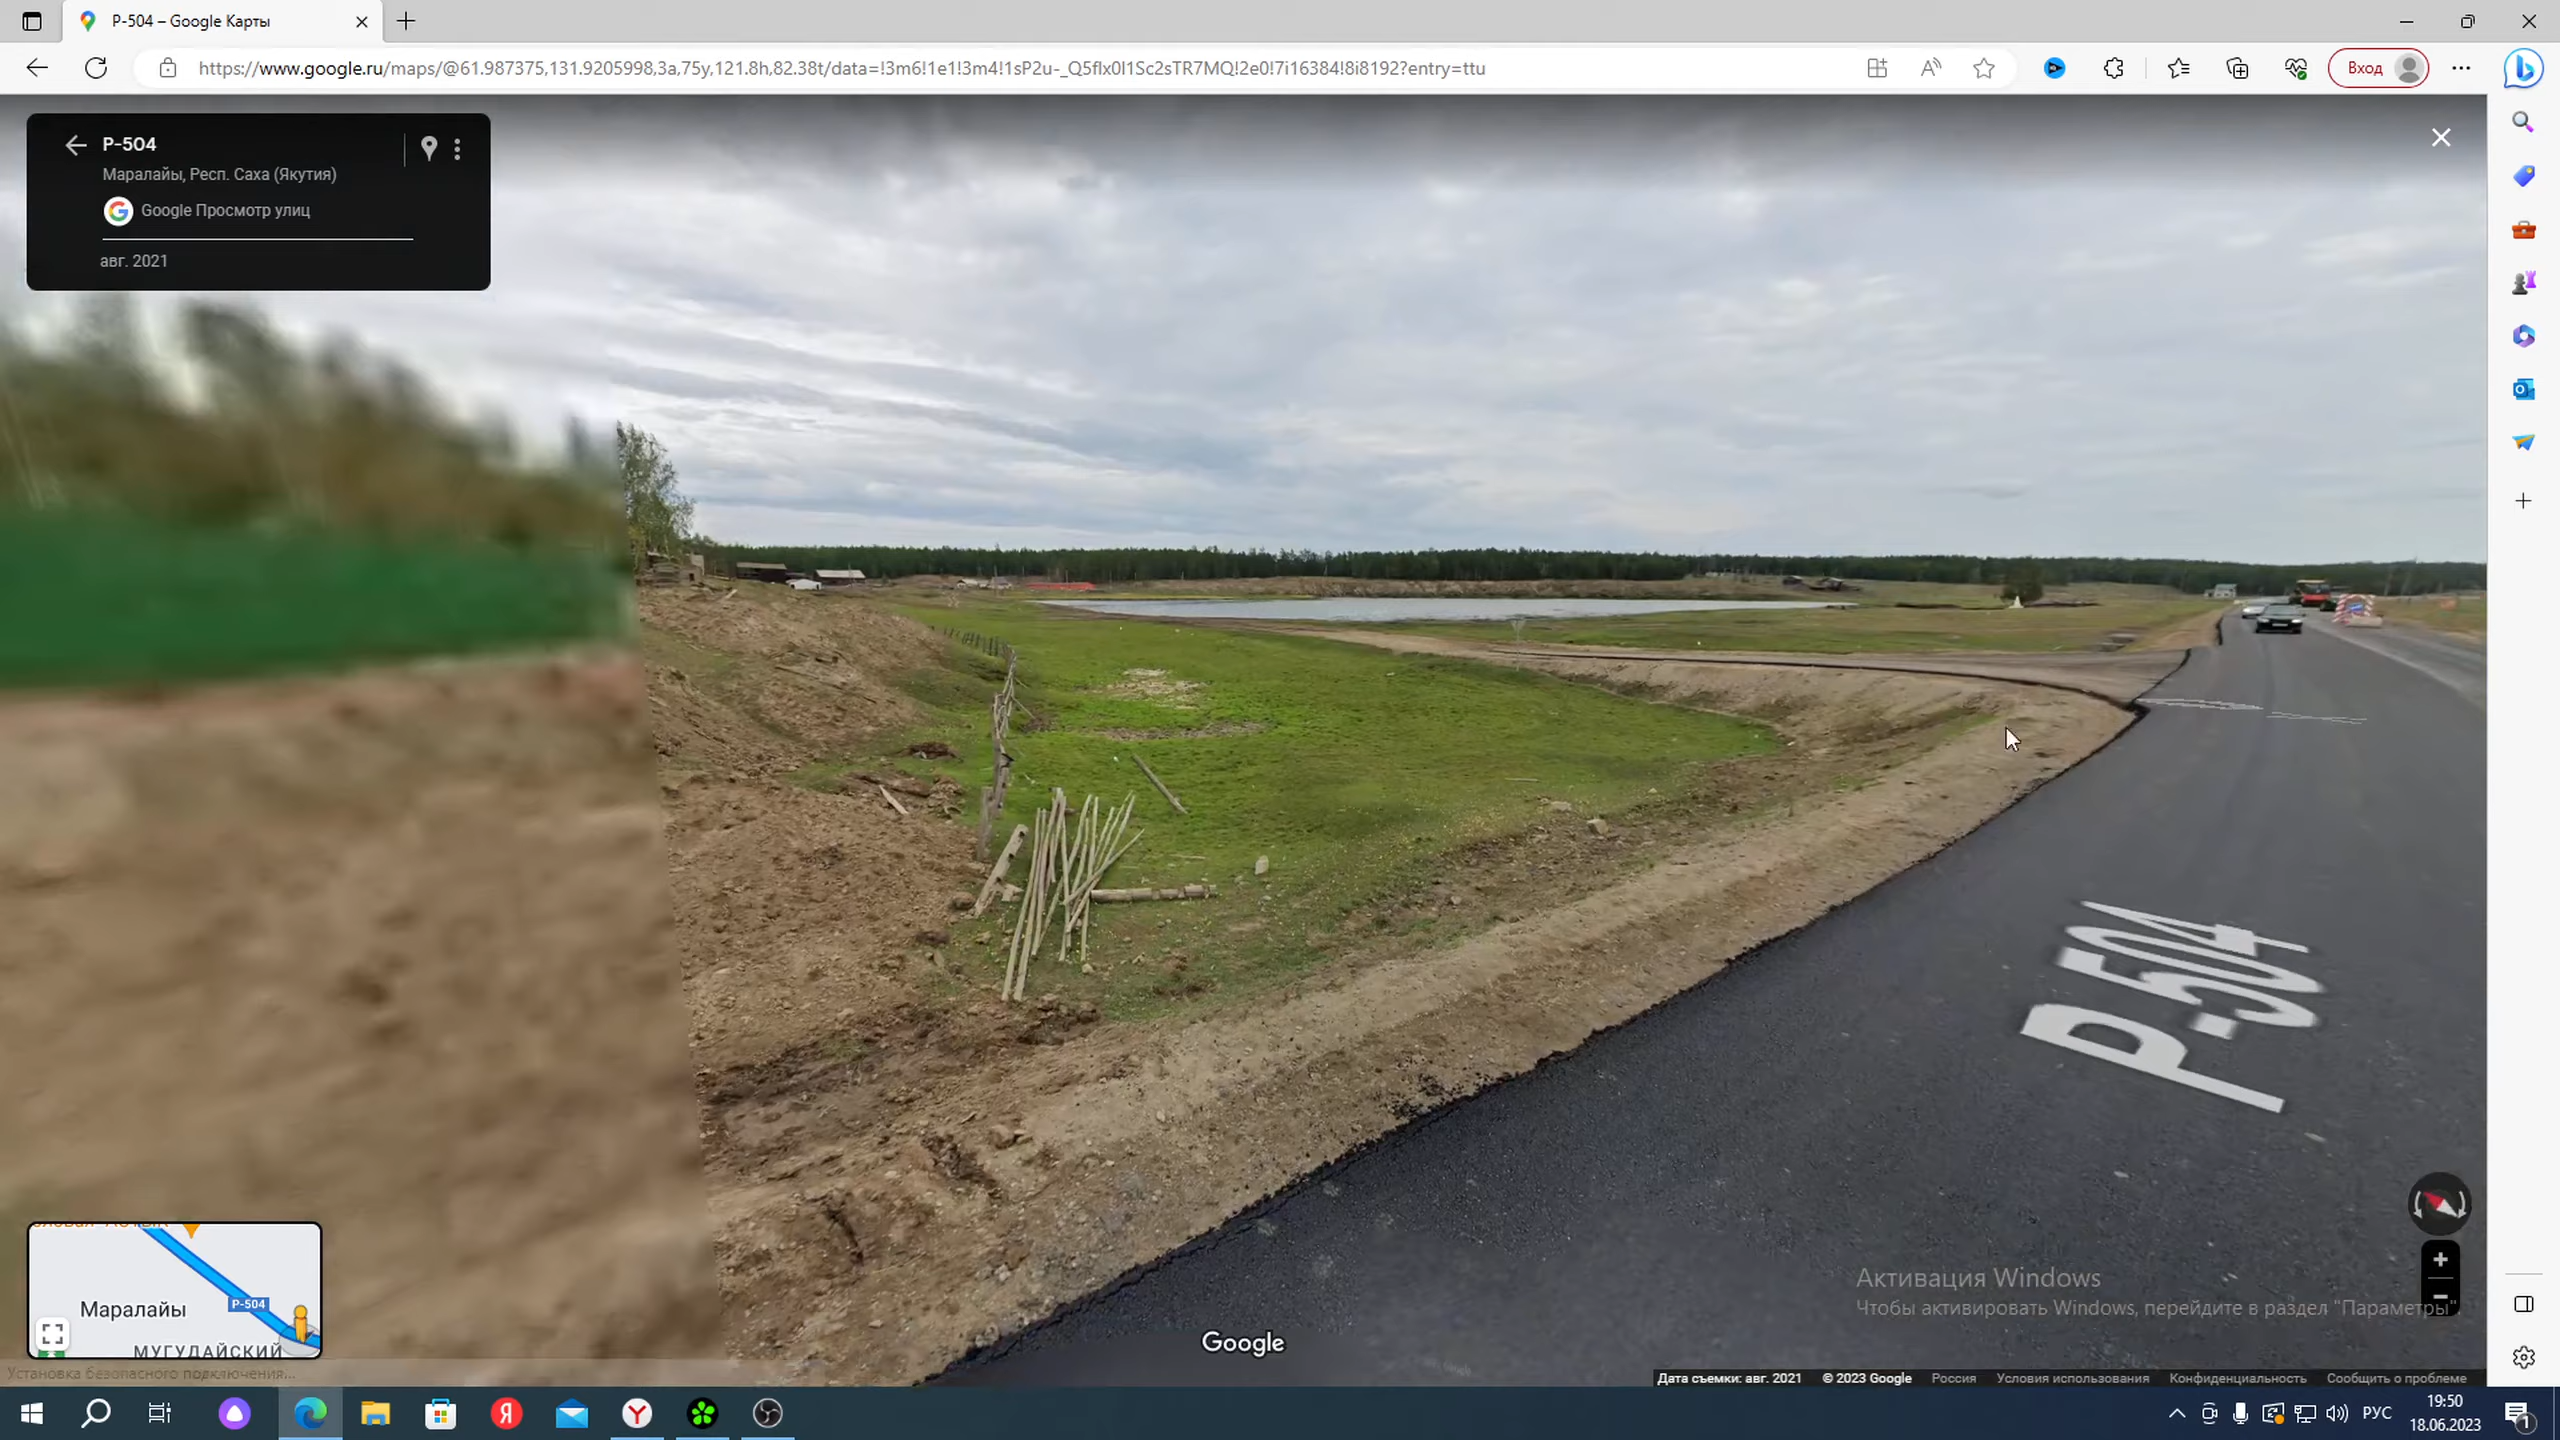 Р-504 – Google Карты
https://www.google.ru/maps/@61.987375,131.9205998,3a,75y,121.8h,82.38t/data=!3m6!1e1!3m4!1sP2u-_Q5fIx0I1Sc2sTR7MQ!2e0!7i16384!8i8192?entry=ttu
Вход
Р-504
Маралайы, Респ. Саха (Якутия)
Google Просмотр улиц
авг. 2021
Р-504
Маралайы
Р-504
МУГУДАЙСКИЙ
Активация Windows
Чтобы активировать Windows, перейдите в раздел "Параметры".
Google
Установка безопасного подключения...
Дата съемки: авг. 2021 © 2023 Google Россия Условия использования Конфиденциальность Сообщить о проблеме
РУС
19:50
18.06.2023
1